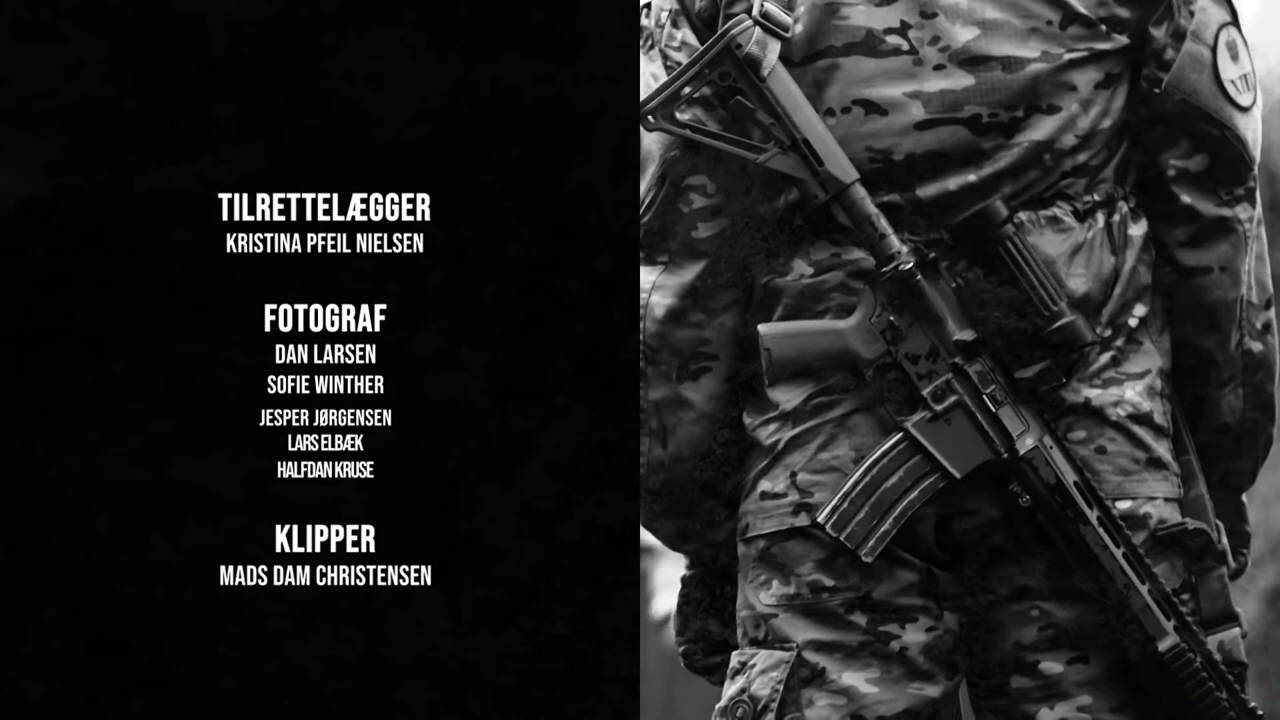 TILRETTELÆGGER
KRISTINA PFEIL NIELSEN
FOTOGRAF
DAN LARSEN
SOFIE WINTHER
JESPER JØRGENSEN
LARS ELBÆK
HALFDAN KRUSE
KLIPPER
MADS DAM CHRISTENSEN